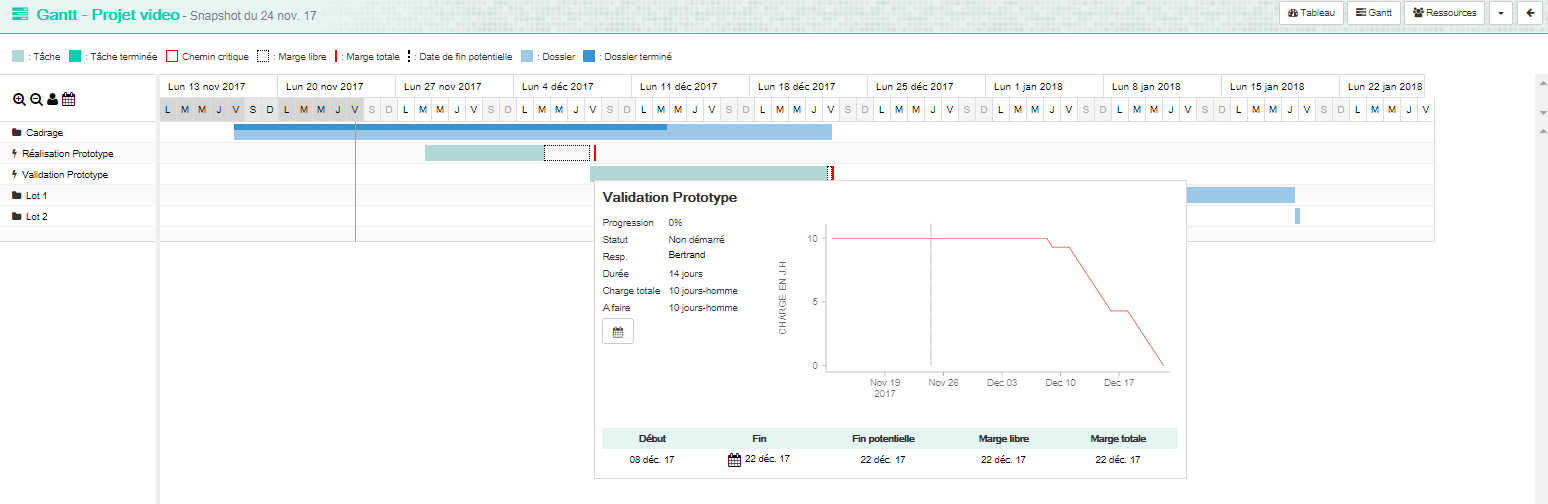 Gantt - Projet video - Snapshot du 24 nov. 17
Tableau Gantt Ressources
: Tâche : Tâche terminée Chemin critique : Marge libre : Marge totale : Date de fin potentielle : Dossier : Dossier terminé
Lun 13 nov 2017 Lun 20 nov 2017 Lun 27 nov 2017 Lun 4 déc 2017 Lun 11 déc 2017 Lun 18 déc 2017 Lun 25 déc 2017 Lun 1 jan 2018 Lun 8 jan 2018 Lun 15 jan 2018 Lun 22 jan 2018
L M M J V S D L M M J V S D L M M J V S D L M M J V S D L M M J V S D L M M J V S D L M M J V S D L M M J V S D L M M J V S D L M M J V S D L M M J V
Cadrage
Réalisation Prototype
Validation Prototype
Lot 1
Lot 2
Validation Prototype
Progression 0%
Statut Non démarré
Resp. Bertrand
Durée 14 jours
Charge totale 10 jours-homme
A faire 10 jours-homme
CHARGE EN J.H
10
5
0
Nov 19 Nov 26 Dec 03 Dec 10 Dec 17
2017
Début Fin Fin potentielle Marge libre Marge totale
08 déc. 17 22 déc. 17 22 déc. 17 22 déc. 17 22 déc. 17